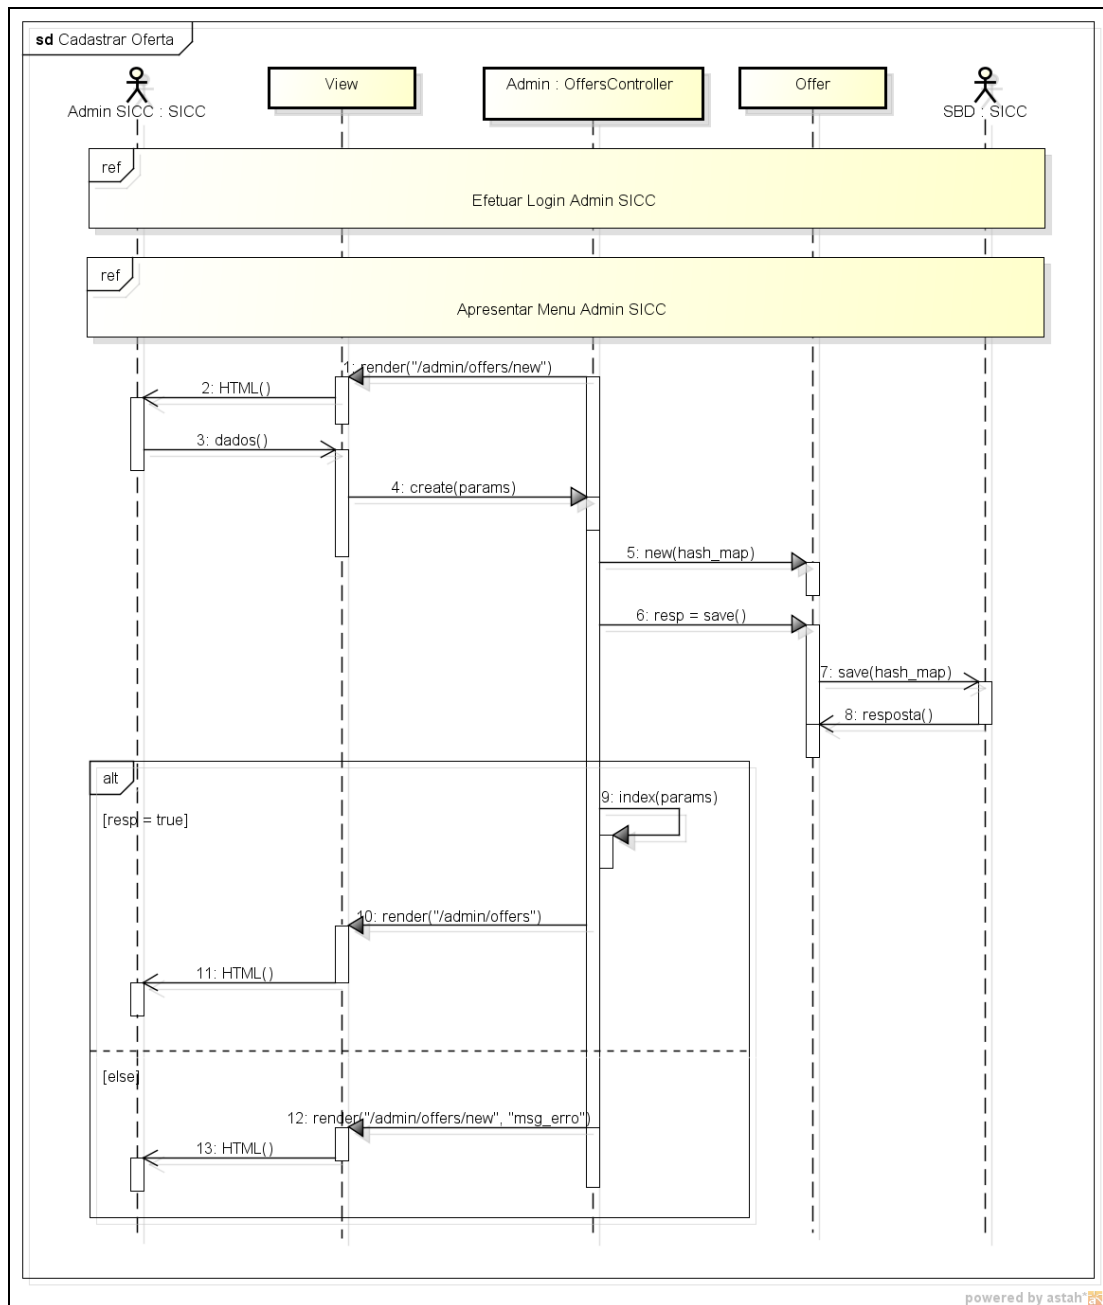 sd Cadastrar Oferta
Admin SICC : SICC
View
Admin : OffersController
Offer
SBD : SICC
ref
Efetuar Login Admin SICC
ref
Apresentar Menu Admin SICC
1: render("/admin/offers/new")
2: HTML()
3: dados()
4: create(params)
5: new(hash_map)
6: resp = save()
7: save(hash_map)
8: resposta()
alt
9: index(params)
[resp = true]
10: render("/admin/offers")
11: HTML()
[else]
12: render("/admin/offers/new", "msg_erro")
13: HTML()
powered by astah*